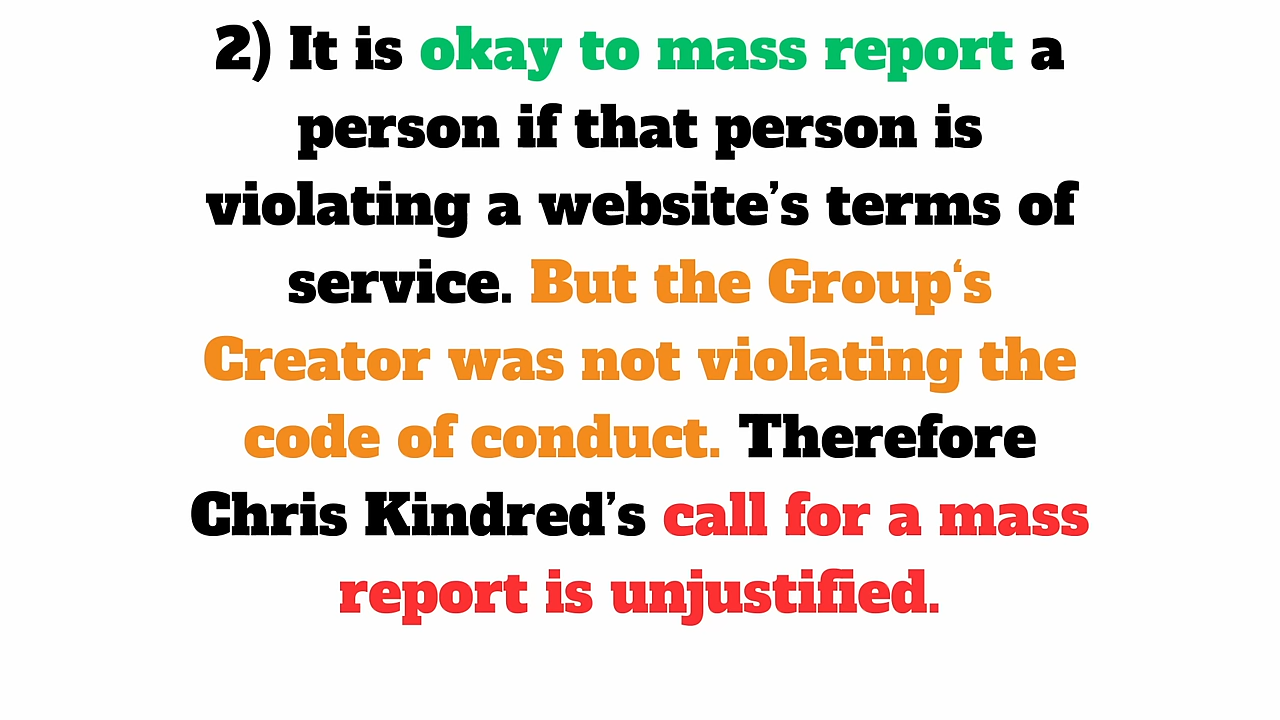 2) It is okay to mass report a
person if that person is
violating a website’s terms of
service. But the Group‘s
Creator was not violating the
code of conduct. Therefore
Chris Kindred’s call for a mass
report is unjustified.